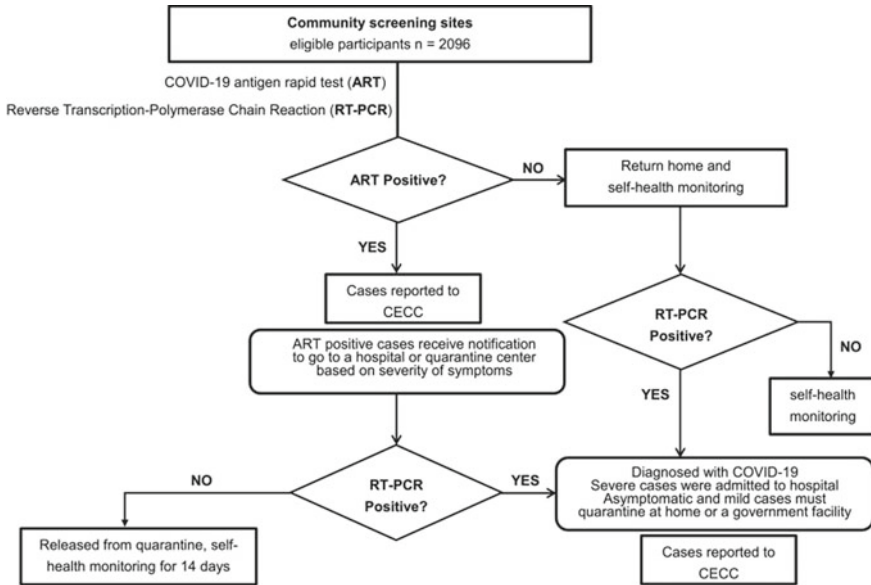 Community screening sites
eligible participants n = 2096
COVID-19 antigen rapid test (ART)
Reverse Transcription-Polymerase Chain Reaction (RT-PCR)
ART Positive?
NO
Return home and
self-health monitoring
YES
Cases reported to
CECC
ART positive cases receive notification
to go to a hospital or quarantine center
based on severity of symptoms
RT-PCR
Positive?
NO
self-health
monitoring
YES
RT-PCR
Positive?
NO
Released from quarantine, self-
health monitoring for 14 days
YES
Diagnosed with COVID-19
Severe cases were admitted to hospital
Asymptomatic and mild cases must
quarantine at home or a government facility
Cases reported to
CECC